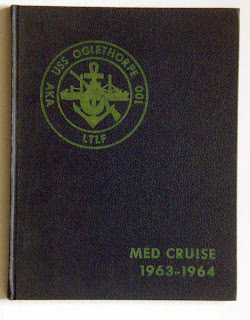 AKA USS OGLETHORPE 100
LTLF
MED CRUISE
1963-1964